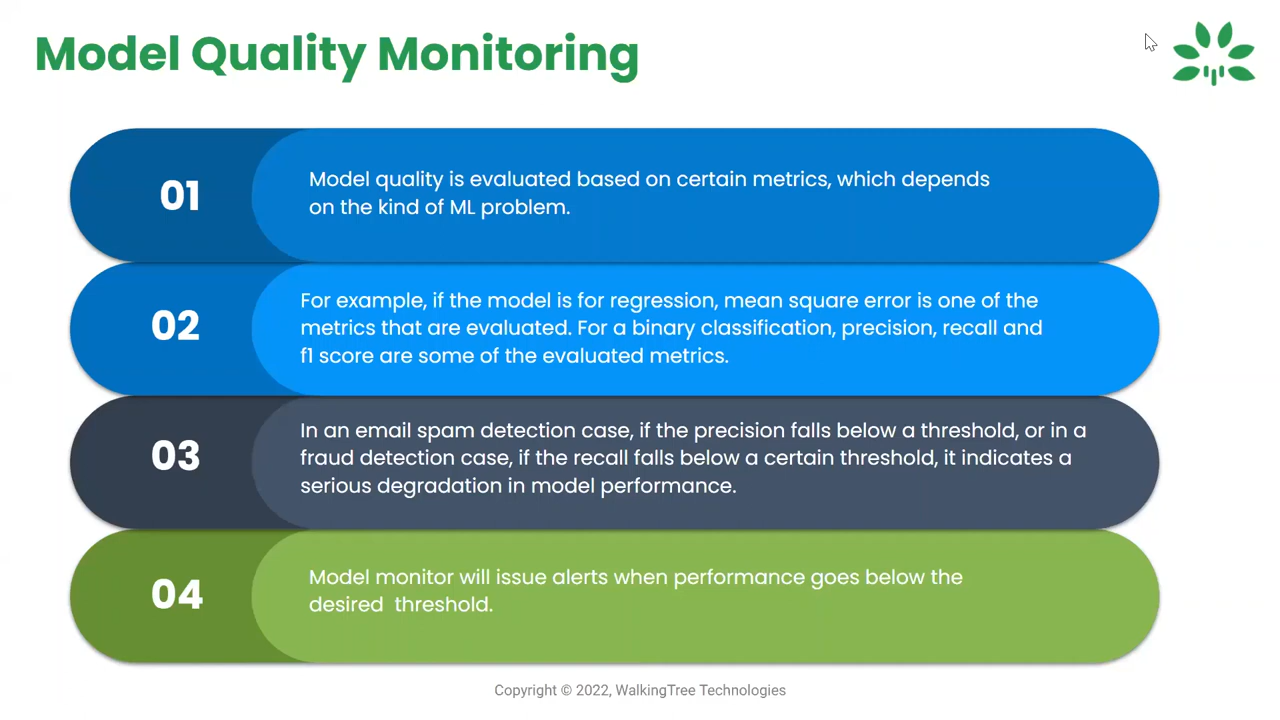 Model Quality Monitoring
01
Model quality is evaluated based on certain metrics, which depends
on the kind of ML problem.
02
For example, if the model is for regression, mean square error is one of the
metrics that are evaluated. For a binary classification, precision, recall and
f1 score are some of the evaluated metrics.
03
In an email spam detection case, if the precision falls below a threshold, or in a
fraud detection case, if the recall falls below a certain threshold, it indicates a
serious degradation in model performance.
04
Model monitor will issue alerts when performance goes below the
desired  threshold.
Copyright © 2022, WalkingTree Technologies